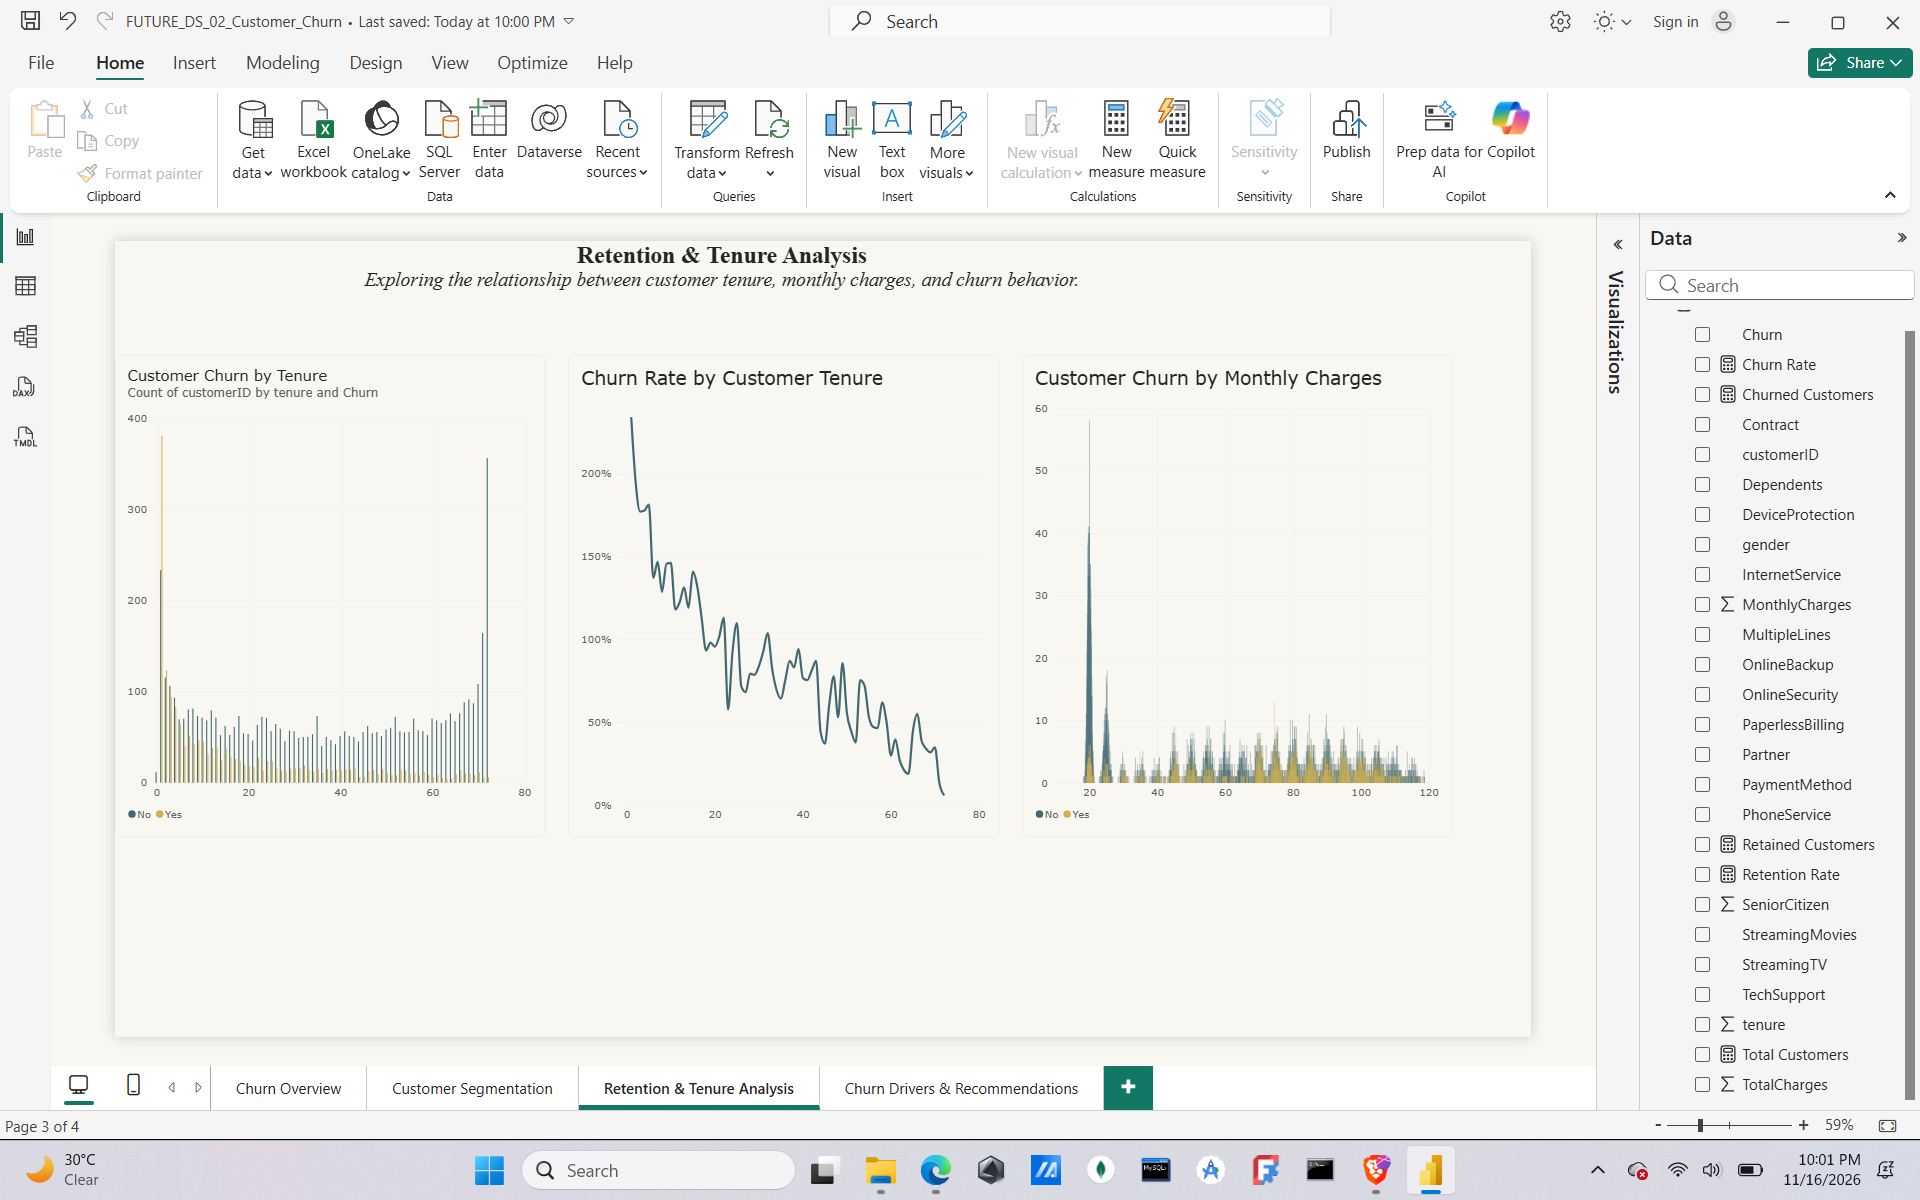 FUTURE_DS_02_Customer_Churn • Last saved: Today at 10:00 PM
Search
Sign in
File Home Insert Modeling Design View Optimize Help
Share
Paste
Cut
Copy
Format painter
Clipboard
Get data
Excel workbook
OneLake catalog
SQL Server
Enter data
Dataverse
Recent sources
Data
Transform data
Refresh
Queries
New visual
Text box
More visuals
Insert
New visual calculation
New measure
Quick measure
Calculations
Sensitivity
Sensitivity
Publish
Share
Prep data for AI
Copilot
Copilot
DAX
TMDL
Retention & Tenure Analysis
Exploring the relationship between customer tenure, monthly charges, and churn behavior.
Customer Churn by Tenure
Count of customerID by tenure and Churn
400
300
200
100
0
0 20 40 60 80
No Yes
Churn Rate by Customer Tenure
200%
150%
100%
50%
0%
0 20 40 60 80
Customer Churn by Monthly Charges
60
50
40
30
20
10
0
20 40 60 80 100 120
No Yes
Visualizations
Data
Search
Churn
Churn Rate
Churned Customers
Contract
customerID
Dependents
DeviceProtection
gender
InternetService
MonthlyCharges
MultipleLines
OnlineBackup
OnlineSecurity
PaperlessBilling
Partner
PaymentMethod
PhoneService
Retained Customers
Retention Rate
SeniorCitizen
StreamingMovies
StreamingTV
TechSupport
tenure
Total Customers
TotalCharges
Churn Overview
Customer Segmentation
Retention & Tenure Analysis
Churn Drivers & Recommendations
Page 3 of 4
59%
30°C
Clear
Search
MySQL
10:01 PM
11/16/2026